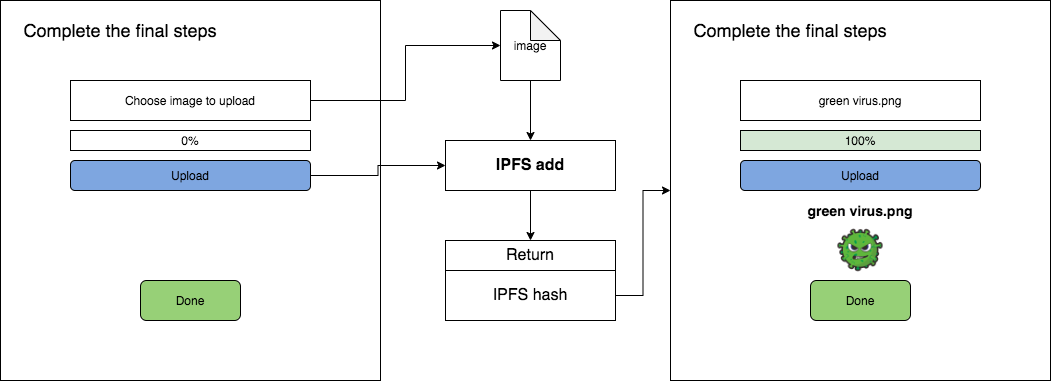 Complete the final steps
Choose image to upload
0%
Upload
Done
image
IPFS add
Return
IPFS hash
Complete the final steps
green virus.png
100%
Upload
green virus.png
Done